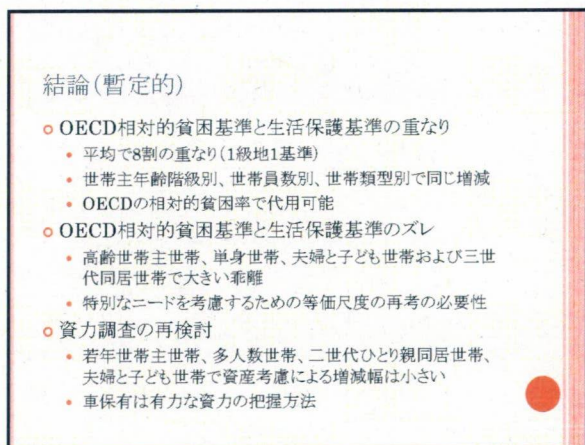 結論(暫定的)
OECD相対的貧困基準と生活保護基準の重なり
平均で8割の重なり(1級地1基準)
世帯主年齢階級別、世帯員数別、世帯類型別で同じ増減
OECDの相対的貧困率で代用可能
OECD相対的貧困基準と生活保護基準のズレ
高齢世帯主世帯、単身世帯、夫婦と子ども世帯および三世
代同居世帯で大きい乖離
特別なニードを考慮するための等価尺度の再考の必要性
資力調査の再検討
若年世帯主世帯、多人数世帯、二世代ひとり親同居世帯、
夫婦と子ども世帯で資産考慮による増減幅は小さい
車保有は有力な資力の把握方法